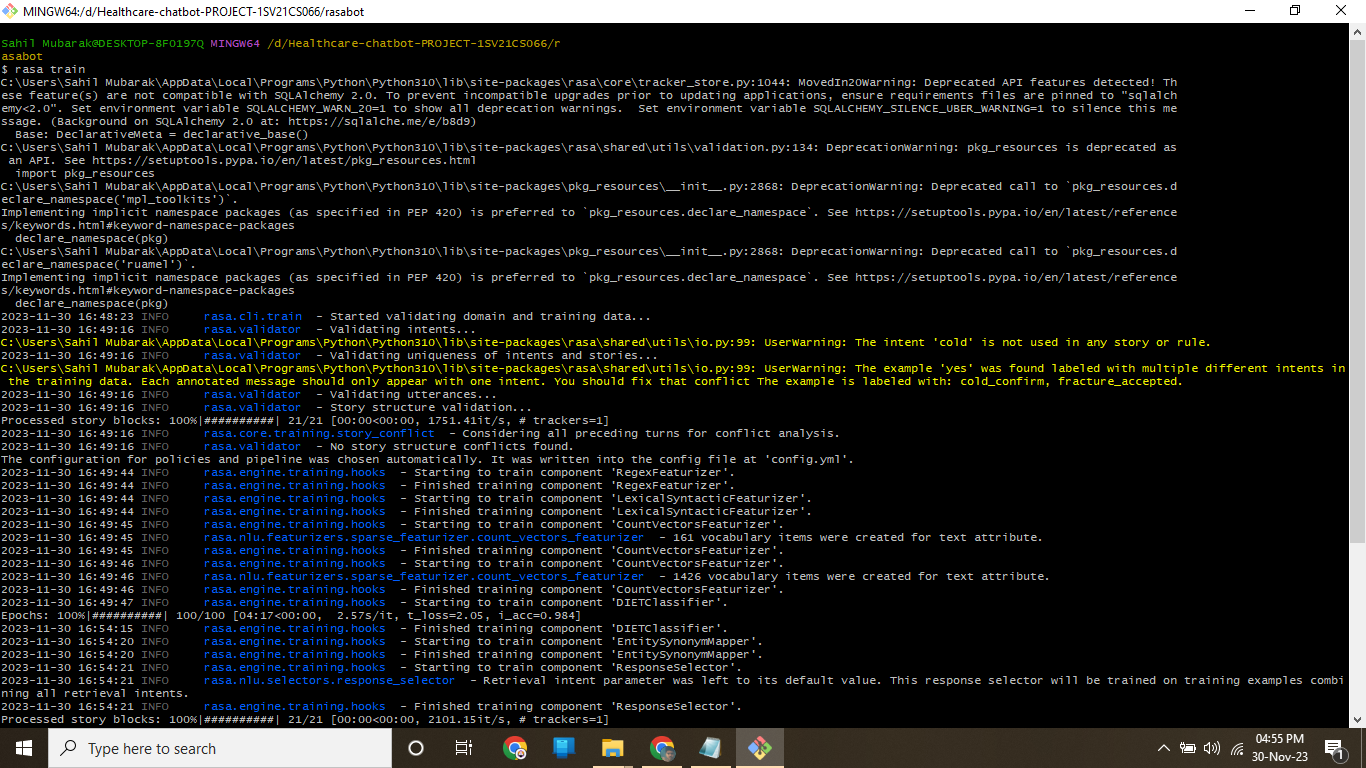 MINGW64:/d/Healthcare-chatbot-PROJECT-1SV21CS066/rasabot
Sahil Mubarak@DESKTOP-8F0197Q MINGW64 /d/Healthcare-chatbot-PROJECT-1SV21CS066/r
asabot
$ rasa train
C:\Users\Sahil Mubarak\AppData\Local\Programs\Python\Python310\lib\site-packages\rasa\core\tracker_store.py:1044: MovedIn20Warning: Deprecated API features detected! Th
ese feature(s) are not compatible with SQLAlchemy 2.0. To prevent incompatible upgrades prior to updating applications, ensure requirements files are pinned to "sqlalch
emy<2.0". Set environment variable SQLALCHEMY_WARN_20=1 to show all deprecation warnings.  Set environment variable SQLALCHEMY_SILENCE_UBER_WARNING=1 to silence this me
ssage. (Background on SQLAlchemy 2.0 at: https://sqlalche.me/e/b8d9)
  Base: DeclarativeMeta = declarative_base()
C:\Users\Sahil Mubarak\AppData\Local\Programs\Python\Python310\lib\site-packages\rasa\shared\utils\validation.py:134: DeprecationWarning: pkg_resources is deprecated as
 an API. See https://setuptools.pypa.io/en/latest/pkg_resources.html
  import pkg_resources
C:\Users\Sahil Mubarak\AppData\Local\Programs\Python\Python310\lib\site-packages\pkg_resources\__init__.py:2868: DeprecationWarning: Deprecated call to `pkg_resources.d
eclare_namespace('mpl_toolkits')`.
Implementing implicit namespace packages (as specified in PEP 420) is preferred to `pkg_resources.declare_namespace`. See https://setuptools.pypa.io/en/latest/reference
s/keywords.html#keyword-namespace-packages
  declare_namespace(pkg)
C:\Users\Sahil Mubarak\AppData\Local\Programs\Python\Python310\lib\site-packages\pkg_resources\__init__.py:2868: DeprecationWarning: Deprecated call to `pkg_resources.d
eclare_namespace('ruamel')`.
Implementing implicit namespace packages (as specified in PEP 420) is preferred to `pkg_resources.declare_namespace`. See https://setuptools.pypa.io/en/latest/reference
s/keywords.html#keyword-namespace-packages
  declare_namespace(pkg)
2023-11-30 16:48:23 INFO     rasa.cli.train  - Started validating domain and training data...
2023-11-30 16:49:16 INFO     rasa.validator  - Validating intents...
C:\Users\Sahil Mubarak\AppData\Local\Programs\Python\Python310\lib\site-packages\rasa\shared\utils\io.py:99: UserWarning: The intent 'cold' is not used in any story or rule.
2023-11-30 16:49:16 INFO     rasa.validator  - Validating uniqueness of intents and stories...
C:\Users\Sahil Mubarak\AppData\Local\Programs\Python\Python310\lib\site-packages\rasa\shared\utils\io.py:99: UserWarning: The example 'yes' was found labeled with multiple different intents in
 the training data. Each annotated message should only appear with one intent. You should fix that conflict The example is labeled with: cold_confirm, fracture_accepted.
2023-11-30 16:49:16 INFO     rasa.validator  - Validating utterances...
2023-11-30 16:49:16 INFO     rasa.validator  - Story structure validation...
Processed story blocks: 100%|##########| 21/21 [00:00<00:00, 1751.41it/s, # trackers=1]
2023-11-30 16:49:16 INFO     rasa.core.training.story_conflict  - Considering all preceding turns for conflict analysis.
2023-11-30 16:49:16 INFO     rasa.validator  - No story structure conflicts found.
The configuration for policies and pipeline was chosen automatically. It was written into the config file at 'config.yml'.
2023-11-30 16:49:44 INFO     rasa.engine.training.hooks  - Starting to train component 'RegexFeaturizer'.
2023-11-30 16:49:44 INFO     rasa.engine.training.hooks  - Finished training component 'RegexFeaturizer'.
2023-11-30 16:49:44 INFO     rasa.engine.training.hooks  - Starting to train component 'LexicalSyntacticFeaturizer'.
2023-11-30 16:49:44 INFO     rasa.engine.training.hooks  - Finished training component 'LexicalSyntacticFeaturizer'.
2023-11-30 16:49:45 INFO     rasa.engine.training.hooks  - Starting to train component 'CountVectorsFeaturizer'.
2023-11-30 16:49:45 INFO     rasa.nlu.featurizers.sparse_featurizer.count_vectors_featurizer  - 161 vocabulary items were created for text attribute.
2023-11-30 16:49:45 INFO     rasa.engine.training.hooks  - Finished training component 'CountVectorsFeaturizer'.
2023-11-30 16:49:46 INFO     rasa.engine.training.hooks  - Starting to train component 'CountVectorsFeaturizer'.
2023-11-30 16:49:46 INFO     rasa.nlu.featurizers.sparse_featurizer.count_vectors_featurizer  - 1426 vocabulary items were created for text attribute.
2023-11-30 16:49:46 INFO     rasa.engine.training.hooks  - Finished training component 'CountVectorsFeaturizer'.
2023-11-30 16:49:47 INFO     rasa.engine.training.hooks  - Starting to train component 'DIETClassifier'.
Epochs: 100%|##########| 100/100 [04:17<00:00,  2.57s/it, t_loss=2.05, i_acc=0.984]
2023-11-30 16:54:15 INFO     rasa.engine.training.hooks  - Finished training component 'DIETClassifier'.
2023-11-30 16:54:20 INFO     rasa.engine.training.hooks  - Starting to train component 'EntitySynonymMapper'.
2023-11-30 16:54:20 INFO     rasa.engine.training.hooks  - Finished training component 'EntitySynonymMapper'.
2023-11-30 16:54:21 INFO     rasa.engine.training.hooks  - Starting to train component 'ResponseSelector'.
2023-11-30 16:54:21 INFO     rasa.nlu.selectors.response_selector  - Retrieval intent parameter was left to its default value. This response selector will be trained on training examples combi
ning all retrieval intents.
2023-11-30 16:54:21 INFO     rasa.engine.training.hooks  - Finished training component 'ResponseSelector'.
Processed story blocks: 100%|##########| 21/21 [00:00<00:00, 2101.15it/s, # trackers=1]
Type here to search
04:55 PM
30-Nov-23
1